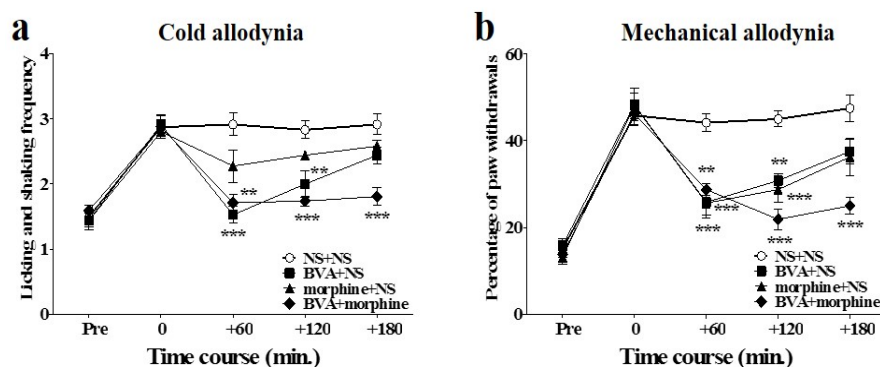 a
Cold allodynia
Licking and shaking frequency
4
3
2
1
0
**
**
***
***
***
NS+NS
BVA+NS
morphine+NS
BVA+morphine
Pre
0
+60
+120
+180
Time course (min.)
b
Mechanical allodynia
Percentage of paw withdrawals
60
40
20
0
**
**
***
***
***
***
***
NS+NS
BVA+NS
morphine+NS
BVA+morphine
Pre
0
+60
+120
+180
Time course (min.)